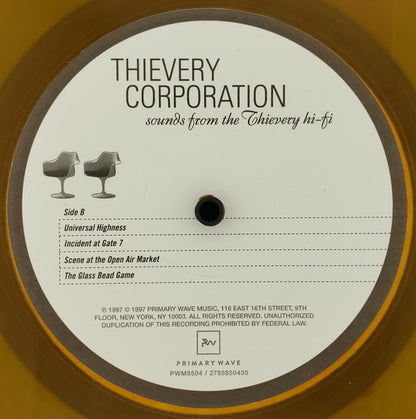 THIEVERY
CORPORATION
sounds from the Thievery hi-fi
Side B
Universal Highness
Incident at Gate 7
Scene at the Open Air Market
The Glass Bead Game
℗ 1997 © 1997 PRIMARY WAVE MUSIC, 116 EAST 16TH STREET, 9TH
FLOOR, NEW YORK, NY 10003. ALL RIGHTS RESERVED. UNAUTHORIZED
DUPLICATION OF THIS RECORDING PROHIBITED BY FEDERAL LAW.
PW
PRIMARY WAVE
PWM8504 / 2755850435